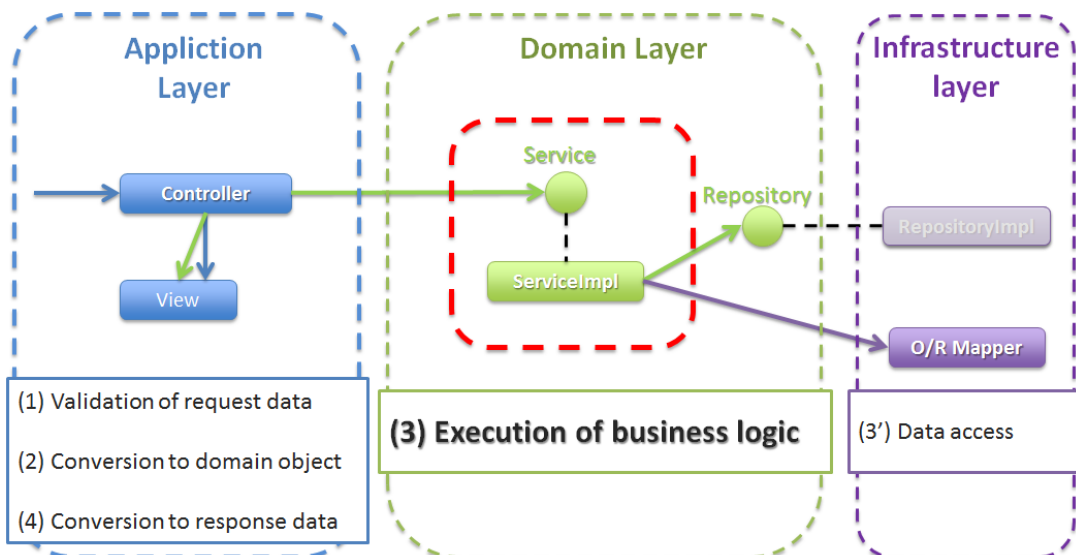 Appliction
Layer
Domain Layer
Infrastructure
layer
Service
Controller
Repository
RepositoryImpl
ServiceImpl
View
O/R Mapper
(1) Validation of request data
(2) Conversion to domain object
(4) Conversion to response data
(3) Execution of business logic
(3') Data access